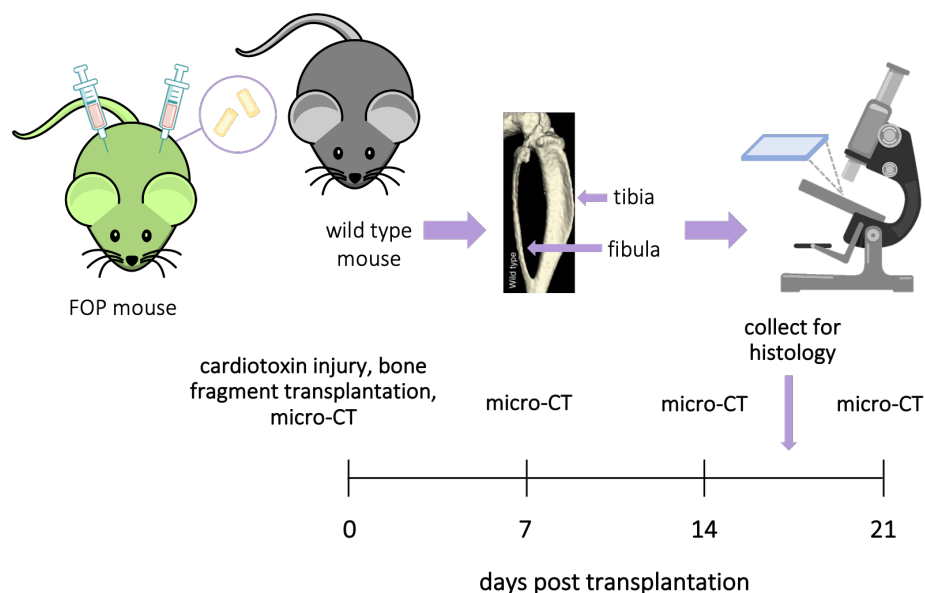 wild type
mouse
FOP mouse
Wild type
tibia
fibula
collect for
histology
cardiotoxin injury, bone
fragment transplantation,
micro-CT
micro-CT
micro-CT
micro-CT
0
7
14
21
days post transplantation